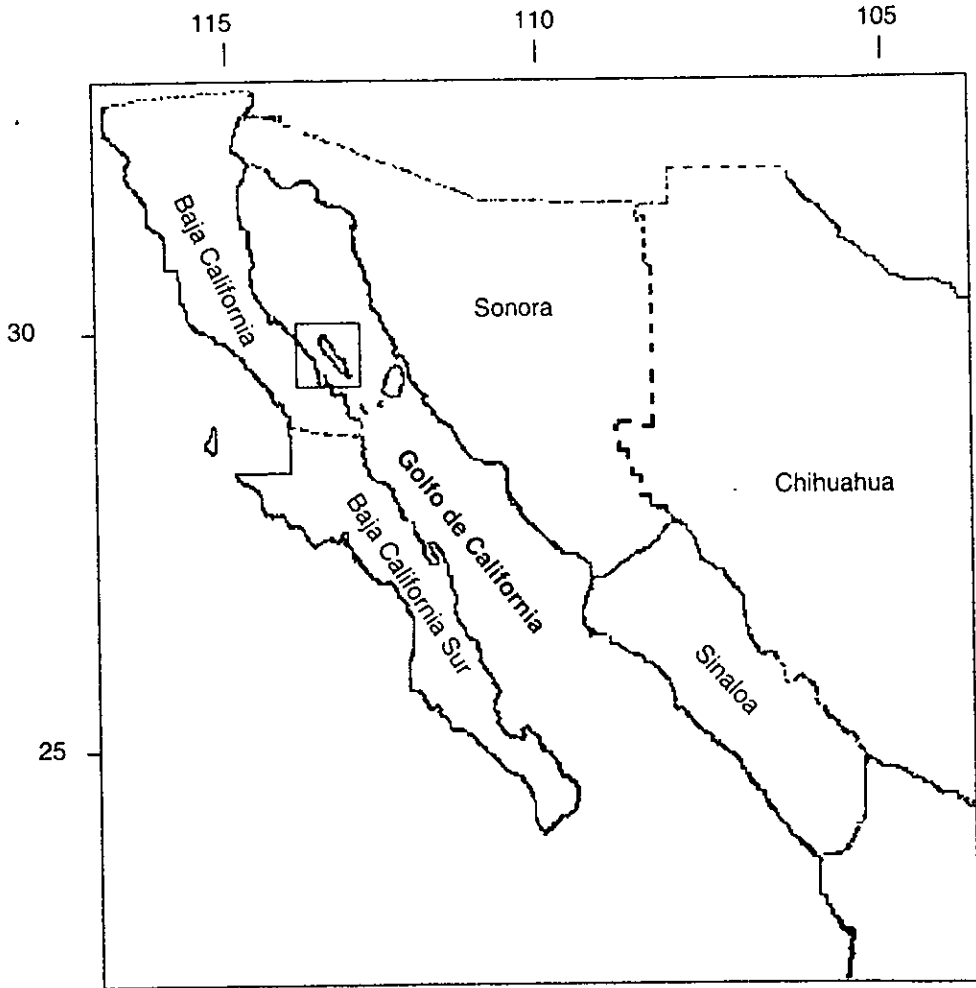 115
110
105
30
25
Baja California
Sonora
Chihuahua
Golfo de California
Baja California Sur
Sinaloa